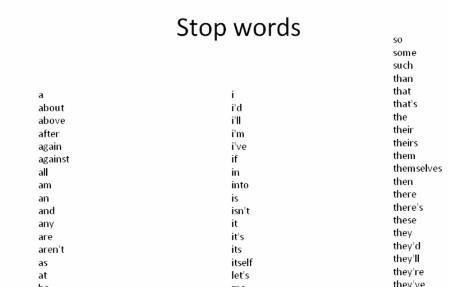 Stop words
a
about
above
after
again
against
all
am
an
and
any
are
aren't
as
at
i
i'd
i'll
i'm
i've
if
in
into
is
isn't
it
it's
its
itself
let's
so
some
such
than
that
that's
the
their
theirs
them
themselves
then
there
there's
these
they
they'd
they'll
they're
they've